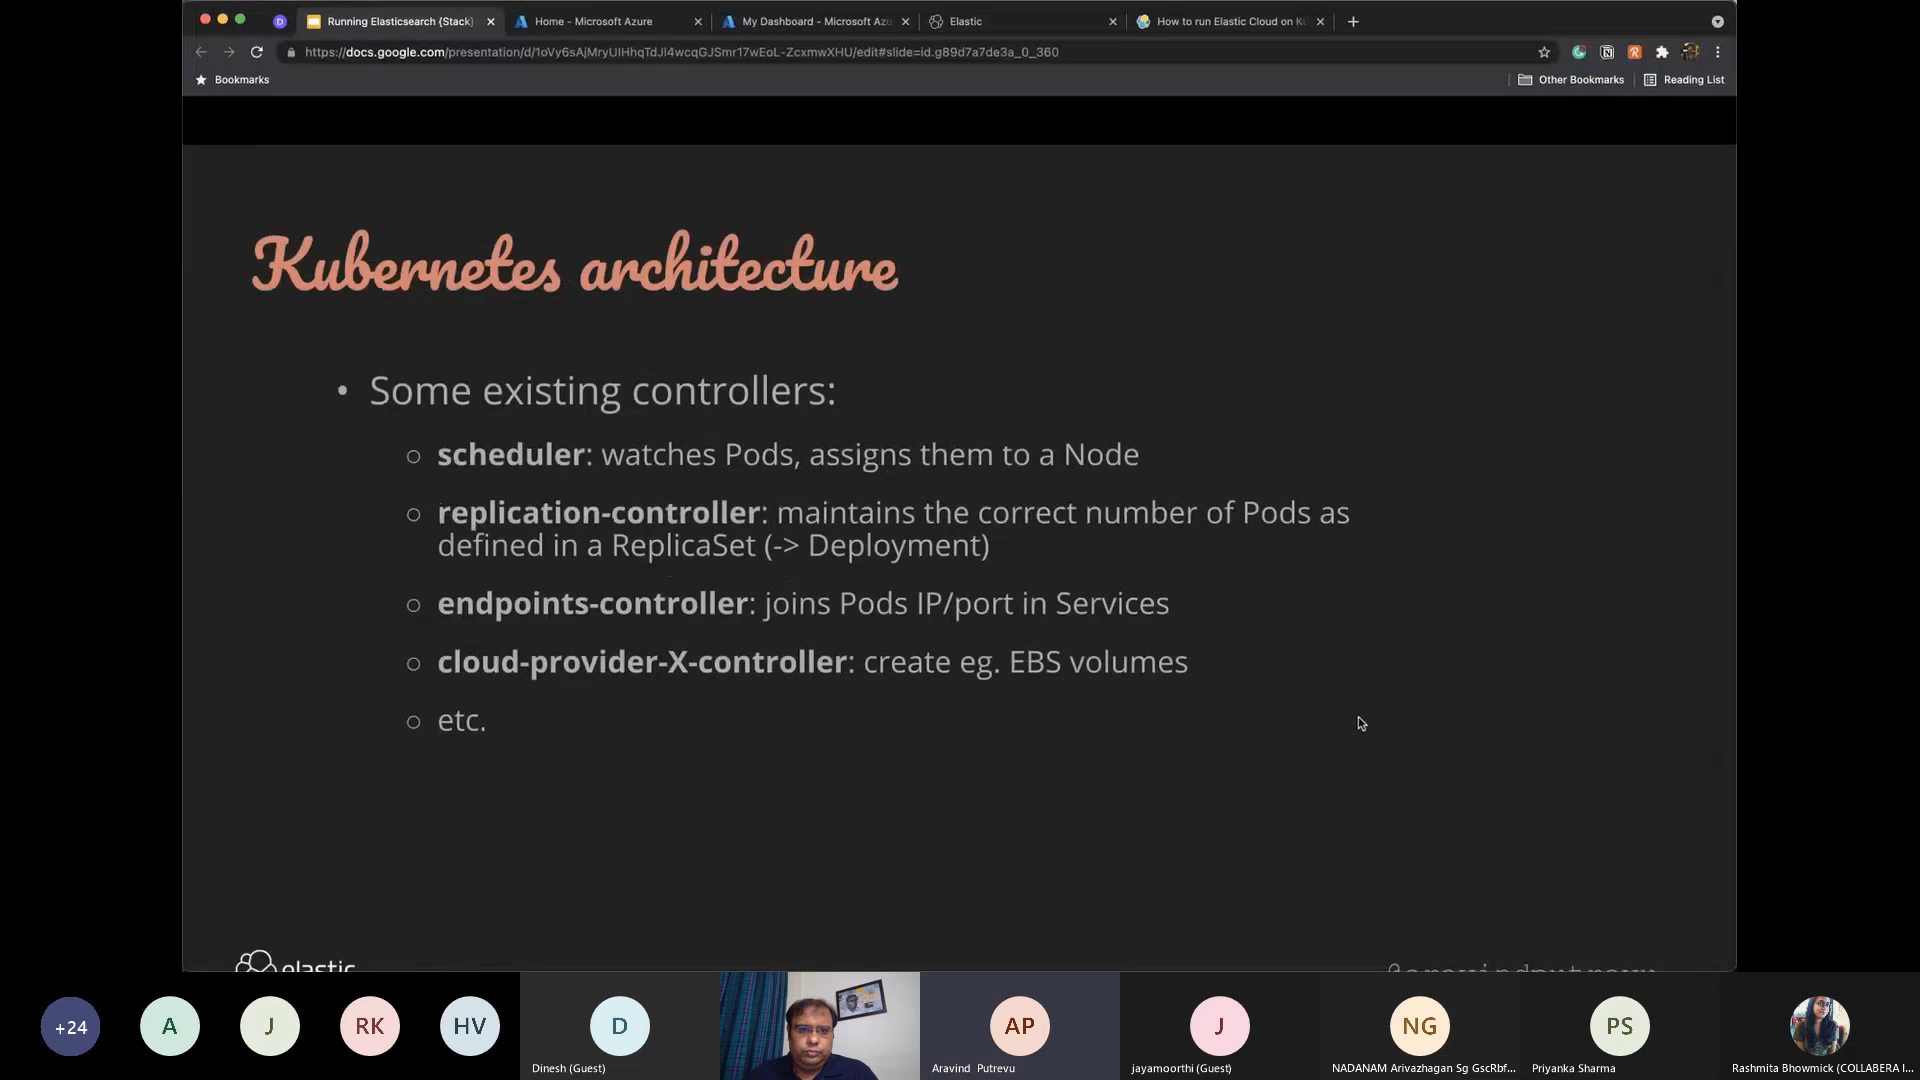 D
Running Elasticsearch {Stack}
Home - Microsoft Azure
My Dashboard - Microsoft Azu
Elastic
How to run Elastic Cloud on Ku
https://docs.google.com/presentation/d/1oVy6sAjMryUIHhqTdJl4wcqGJSmr17wEoL-ZcxmwXHU/edit#slide=id.g89d7a7de3a_0_360
Bookmarks
Other Bookmarks
Reading List
Kubernetes architecture
• Some existing controllers:
○ scheduler: watches Pods, assigns them to a Node
○ replication-controller: maintains the correct number of Pods as
defined in a ReplicaSet (-> Deployment)
○ endpoints-controller: joins Pods IP/port in Services
○ cloud-provider-X-controller: create eg. EBS volumes
○ etc.
elastic
@aravindputrevu
+24
A
J
RK
HV
D
Dinesh (Guest)
AP
Aravind Putrevu
J
jayamoorthi (Guest)
NG
NADANAM Arivazhagan Sg GscRbf...
PS
Priyanka Sharma
Rashmita Bhowmick (COLLABERA I...